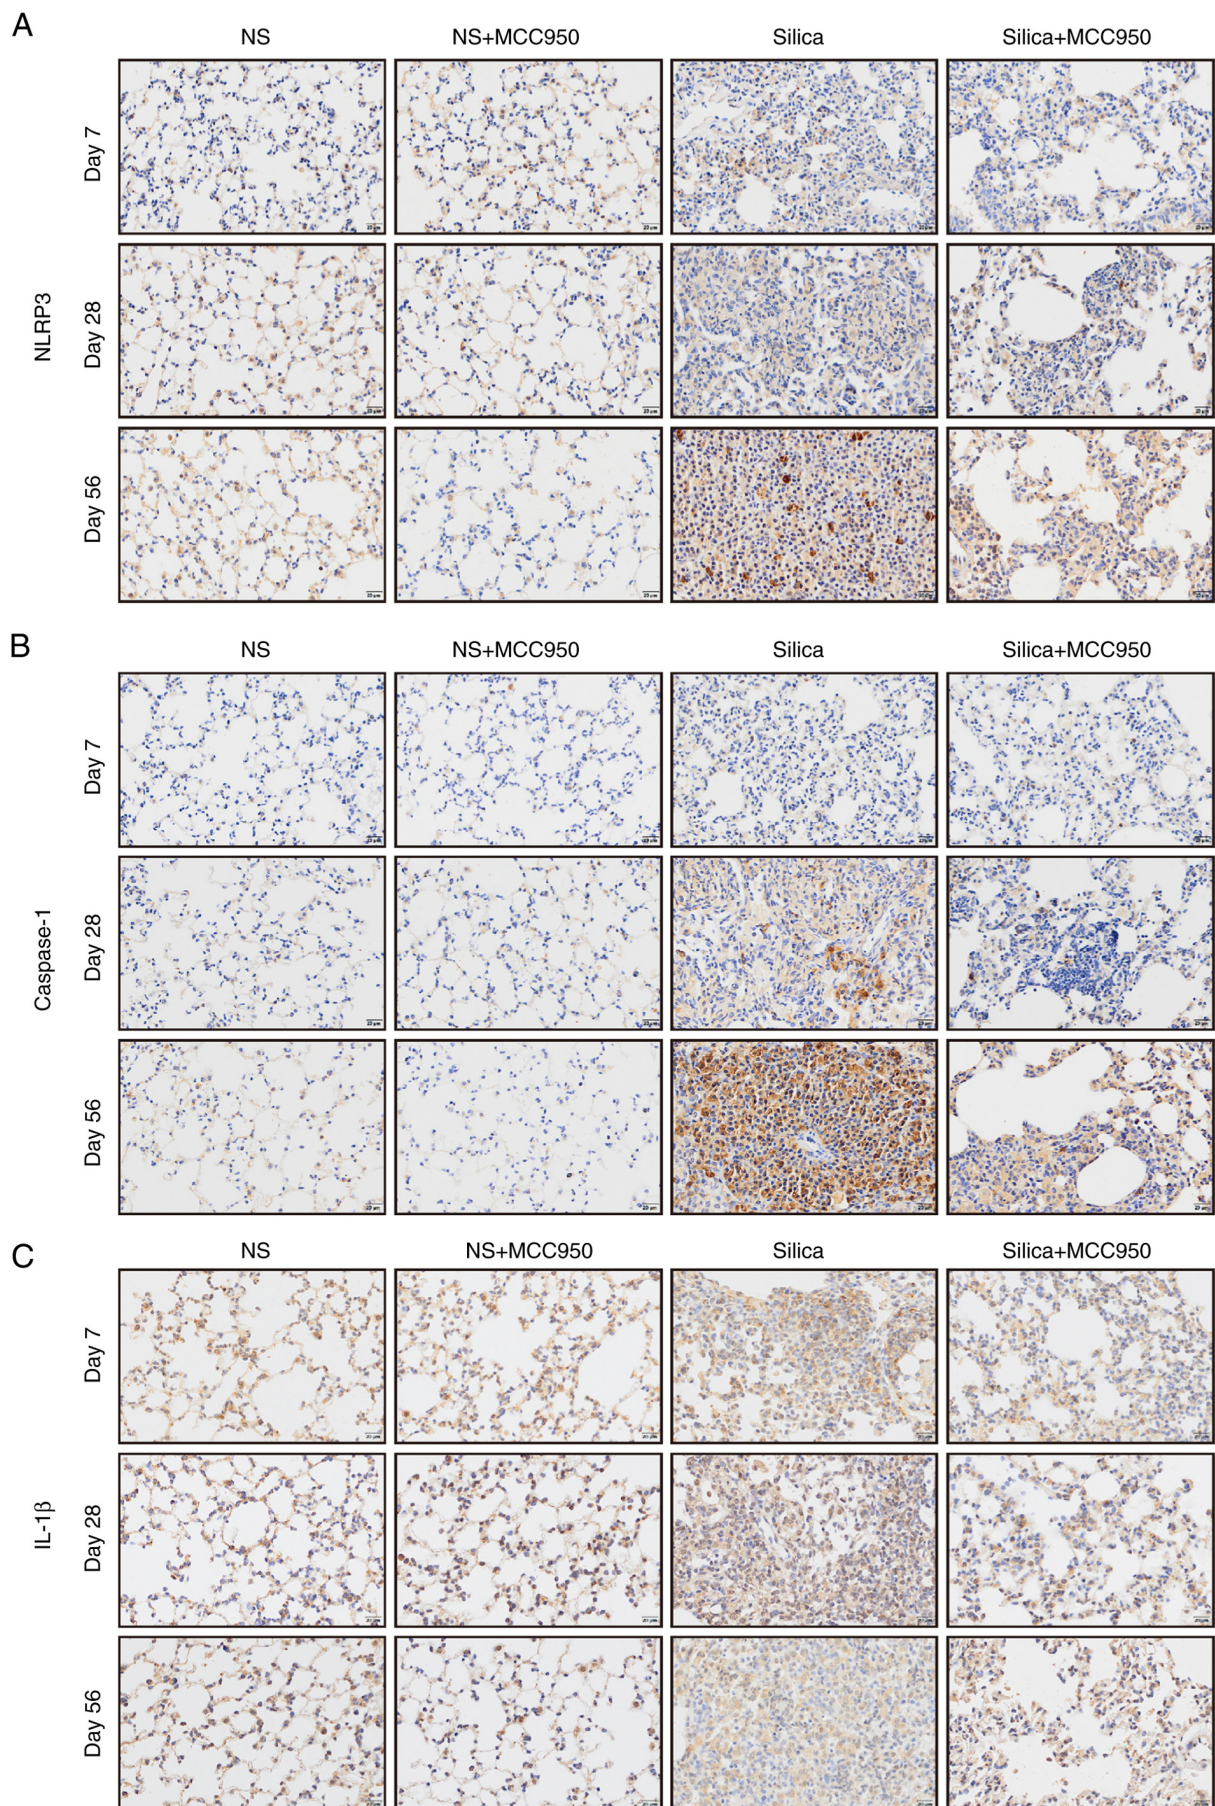 A
NS NS+MCC950 Silica Silica+MCC950
NLRP3
Day 7
Day 28
Day 56
B
NS NS+MCC950 Silica Silica+MCC950
Caspase-1
Day 7
Day 28
Day 56
C
NS NS+MCC950 Silica Silica+MCC950
IL-1β
Day 7
Day 28
Day 56